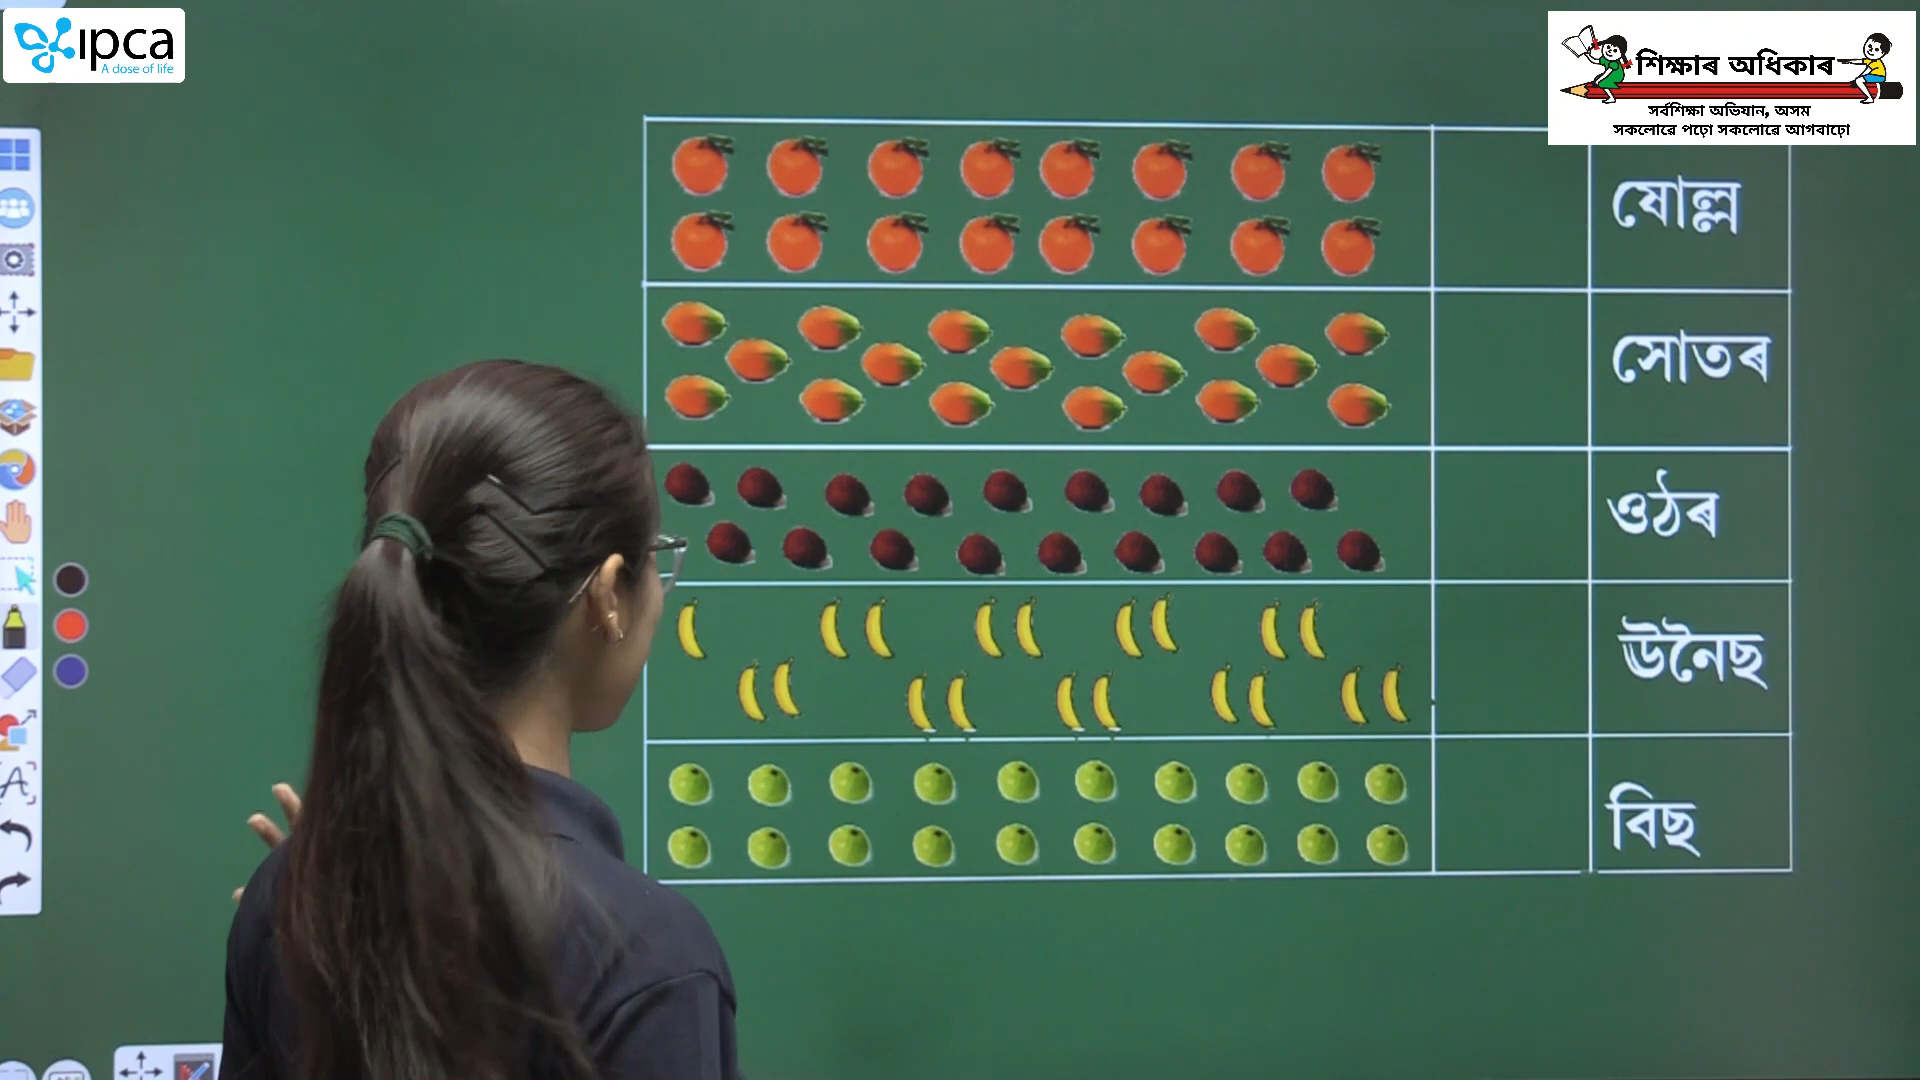 ipca
A dose of life
শিক্ষাৰ অধিকাৰ
সৰ্বশিক্ষা অভিযান, অসম
সকলোৱে পঢ়ো সকলোৱে আগবাঢ়ো
ষোল্ল
সোতৰ
ওঠৰ
ঊনৈছ
বিছ